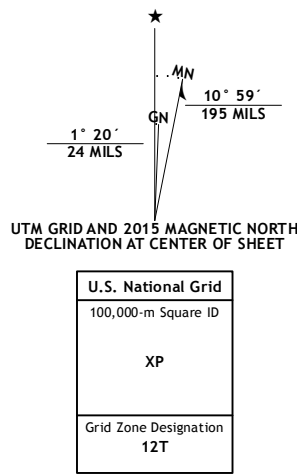 ★
MN
GN
10° 59´
195 MILS
1° 20´
24 MILS
UTM GRID AND 2015 MAGNETIC NORTH
DECLINATION AT CENTER OF SHEET
U.S. National Grid
100,000-m Square ID
XP
Grid Zone Designation
12T